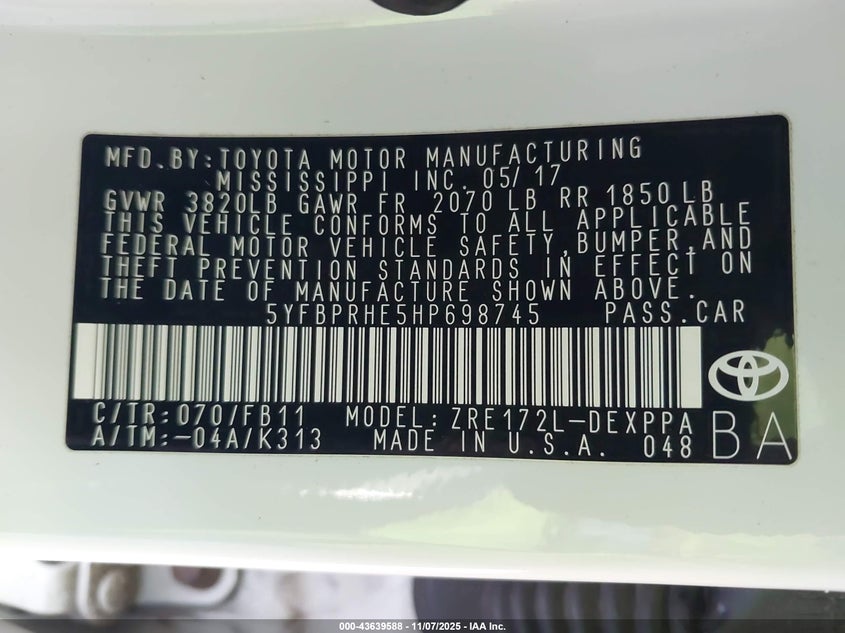 MFD.BY:TOYOTA MOTOR MANUFACTURING
MISSISSIPPI INC. 05/17
GVWR 3820LB GAWR FR 2070 LB RR 1850 LB
THIS VEHICLE CONFORMS TO ALL APPLICABLE
FEDERAL MOTOR VEHICLE SAFETY, BUMPER, AND
THEFT PREVENTION STANDARDS IN EFFECT ON
THE DATE OF MANUFACTURE SHOWN ABOVE.
5YFBPRHE5HP698745 PASS.CAR
C/TR:070/FB11 MODEL:ZRE172L-DEXPPA
A/TM:-04A/K313 MADE IN U.S.A. 048
BA
000-43639588 - 11/07/2025 - IAA Inc.